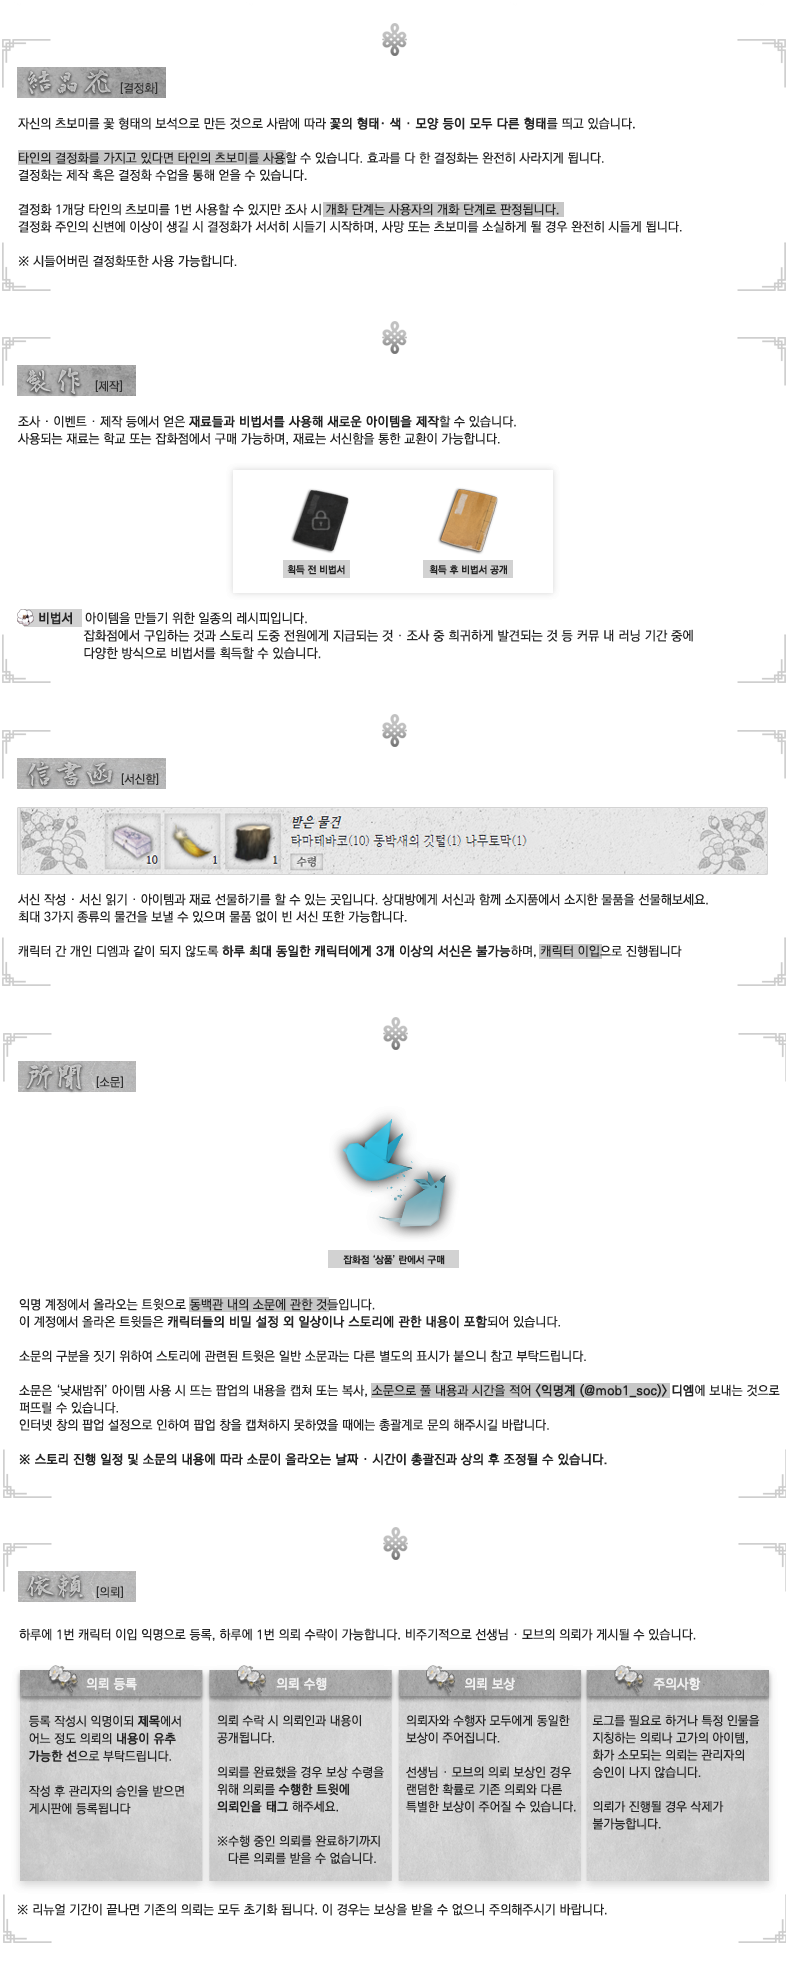 結晶花 [결정화]
자신의 츠보미를 꽃 형태의 보석으로 만든 것으로 사람에 따라 꽃의 형태· 색 · 모양 등이 모두 다른 형태를 띄고 있습니다.
타인의 결정화를 가지고 있다면 타인의 츠보미를 사용할 수 있습니다. 효과를 다 한 결정화는 완전히 사라지게 됩니다.
결정화는 제작 혹은 결정화 수업을 통해 얻을 수 있습니다.
결정화 1개당 타인의 츠보미를 1번 사용할 수 있지만 조사 시 개화 단계는 사용자의 개화 단계로 판정됩니다.
결정화 주인의 신변에 이상이 생길 시 결정화가 서서히 시들기 시작하며, 사망 또는 츠보미를 소실하게 될 경우 완전히 시들게 됩니다.
※ 시들어버린 결정화또한 사용 가능합니다.
製作 [제작]
조사 · 이벤트 · 제작 등에서 얻은 재료들과 비법서를 사용해 새로운 아이템을 제작할 수 있습니다.
사용되는 재료는 학교 또는 잡화점에서 구매 가능하며, 재료는 서신함을 통한 교환이 가능합니다.
획득 전 비법서 획득 후 비법서 공개
비법서 아이템을 만들기 위한 일종의 레시피입니다.
잡화점에서 구입하는 것과 스토리 도중 전원에게 지급되는 것 · 조사 중 희귀하게 발견되는 것 등 커뮤 내 러닝 기간 중에
다양한 방식으로 비법서를 획득할 수 있습니다.
信書函 [서신함]
받은 물건
타마테바코(10) 동박새의 깃털(1) 나무토막(1)
10 1 1 수령
서신 작성 · 서신 읽기 · 아이템과 재료 선물하기를 할 수 있는 곳입니다. 상대방에게 서신과 함께 소지품에서 소지한 물품을 선물해보세요.
최대 3가지 종류의 물건을 보낼 수 있으며 물품 없이 빈 서신 또한 가능합니다.
캐릭터 간 개인 디엠과 같이 되지 않도록 하루 최대 동일한 캐릭터에게 3개 이상의 서신은 불가능하며, 캐릭터 이입으로 진행됩니다
所聞 [소문]
잡화점 '상품' 란에서 구매
익명 계정에서 올라오는 트윗으로 동백관 내의 소문에 관한 것들입니다.
이 계정에서 올라온 트윗들은 캐릭터들의 비밀 설정 외 일상이나 스토리에 관한 내용이 포함되어 있습니다.
소문의 구분을 짓기 위하여 스토리에 관련된 트윗은 일반 소문과는 다른 별도의 표시가 붙으니 참고 부탁드립니다.
소문은 '낮새밤쥐' 아이템 사용 시 뜨는 팝업의 내용을 캡쳐 또는 복사, 소문으로 풀 내용과 시간을 적어 <익명계 (@mob1_soc)> 디엠에 보내는 것으로
퍼뜨릴 수 있습니다.
인터넷 창의 팝업 설정으로 인하여 팝업 창을 캡쳐하지 못하였을 때에는 총괄계로 문의 해주시길 바랍니다.
※ 스토리 진행 일정 및 소문의 내용에 따라 소문이 올라오는 날짜 · 시간이 총괄진과 상의 후 조정될 수 있습니다.
依賴 [의뢰]
하루에 1번 캐릭터 이입 익명으로 등록, 하루에 1번 의뢰 수락이 가능합니다. 비주기적으로 선생님 · 모브의 의뢰가 게시될 수 있습니다.
의뢰 등록
등록 작성시 익명이되 제목에서
어느 정도 의뢰의 내용이 유추
가능한 선으로 부탁드립니다.
작성 후 관리자의 승인을 받으면
게시판에 등록됩니다
의뢰 수행
의뢰 수락 시 의뢰인과 내용이
공개됩니다.
의뢰를 완료했을 경우 보상 수령을
위해 의뢰를 수행한 트윗에
의뢰인을 태그 해주세요.
※수행 중인 의뢰를 완료하기까지
다른 의뢰를 받을 수 없습니다.
의뢰 보상
의뢰자와 수행자 모두에게 동일한
보상이 주어집니다.
선생님 · 모브의 의뢰 보상인 경우
랜덤한 확률로 기존 의뢰와 다른
특별한 보상이 주어질 수 있습니다.
주의사항
로그를 필요로 하거나 특정 인물을
지칭하는 의뢰나 고가의 아이템,
화가 소모되는 의뢰는 관리자의
승인이 나지 않습니다.
의뢰가 진행될 경우 삭제가
불가능합니다.
※ 리뉴얼 기간이 끝나면 기존의 의뢰는 모두 초기화 됩니다. 이 경우는 보상을 받을 수 없으니 주의해주시기 바랍니다.